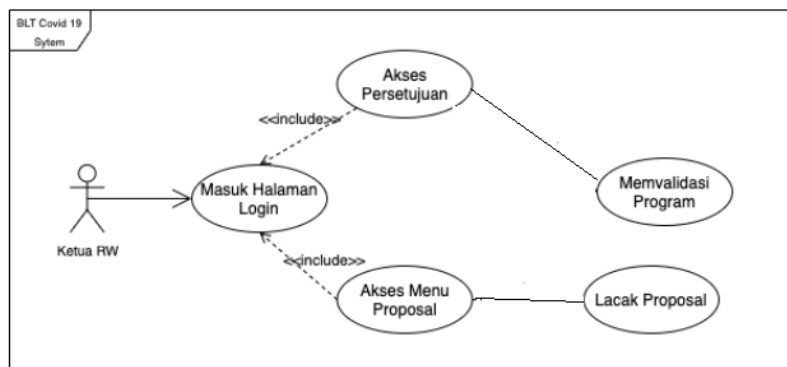 BLT Covid 19
Sytem
Akses
Persetujuan
<<include>>
Masuk Halaman
Login
Memvalidasi
Program
Ketua RW
<<include>>
Akses Menu
Proposal
Lacak Proposal